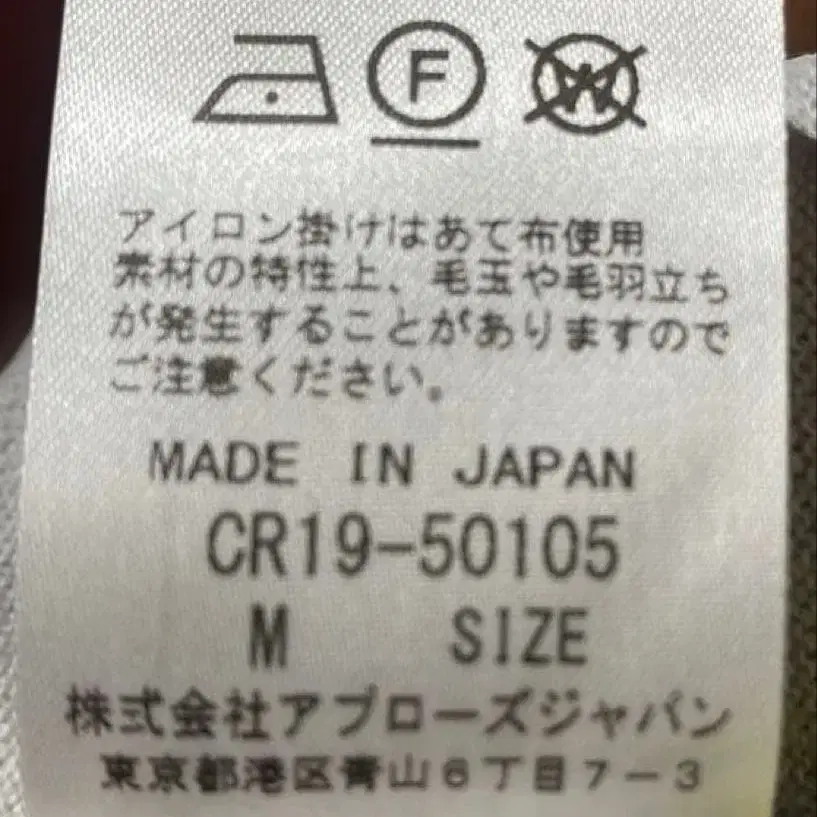 F W
アイロン掛けはあて布使用
素材の特性上、毛玉や毛羽立ち
が発生することがありますので
ご注意ください。
MADE IN JAPAN
CR19-50105
M SIZE
株式会社アプローズジャパン
東京都港区青山6丁目7-3